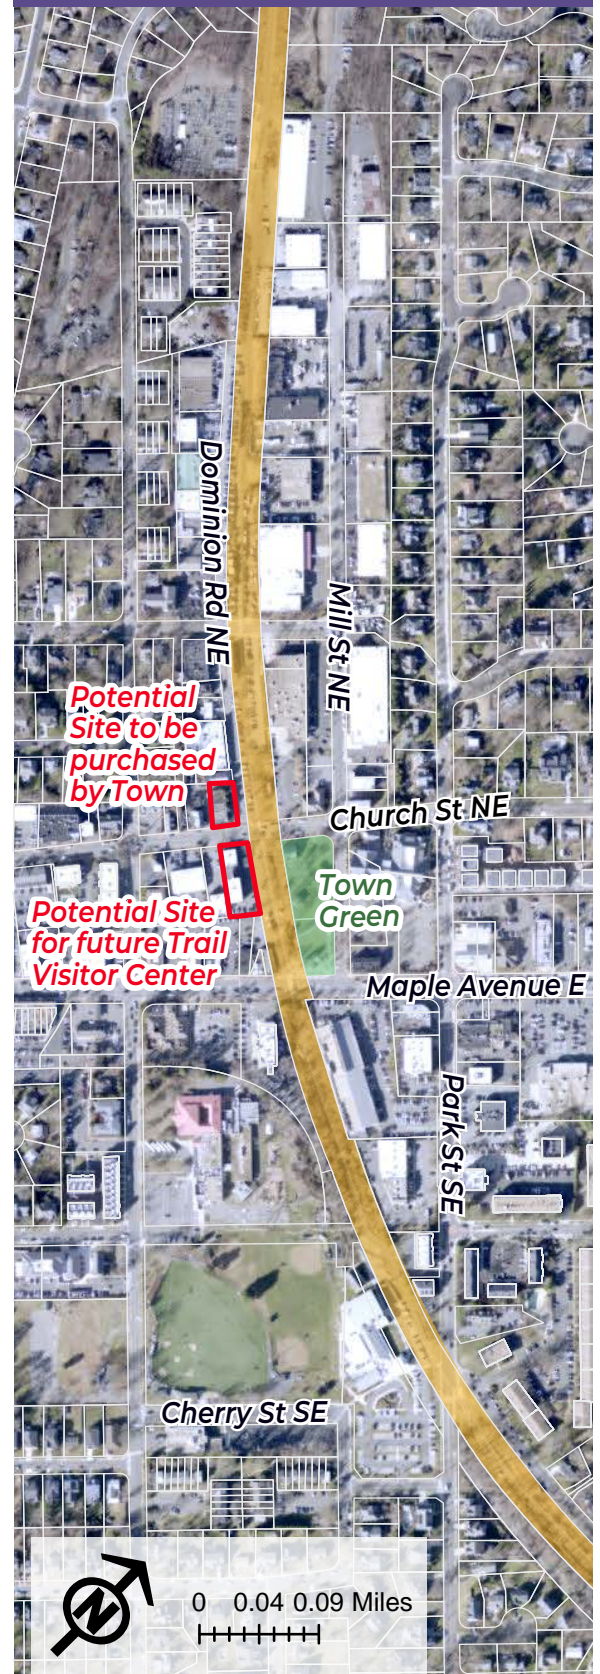 Dominion Rd NE
Mill St NE
Potential
Site to be
purchased
by Town
Church St NE
Town
Green
Potential Site
for future Trail
Visitor Center
Maple Avenue E
Park St SE
Cherry St SE
N
0 0.04 0.09 Miles